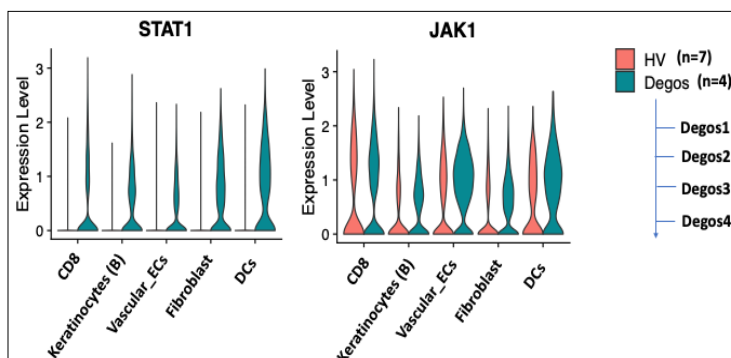 STAT1
JAK1
Expression Level
3
2
1
0
CD8
Keratinocytes (B)
Vascular_ECs
Fibroblast
DCs
Expression Level
3
2
1
0
CD8
Keratinocytes (B)
Vascular_ECs
Fibroblast
DCs
HV (n=7)
Degos (n=4)
Degos1
Degos2
Degos3
Degos4